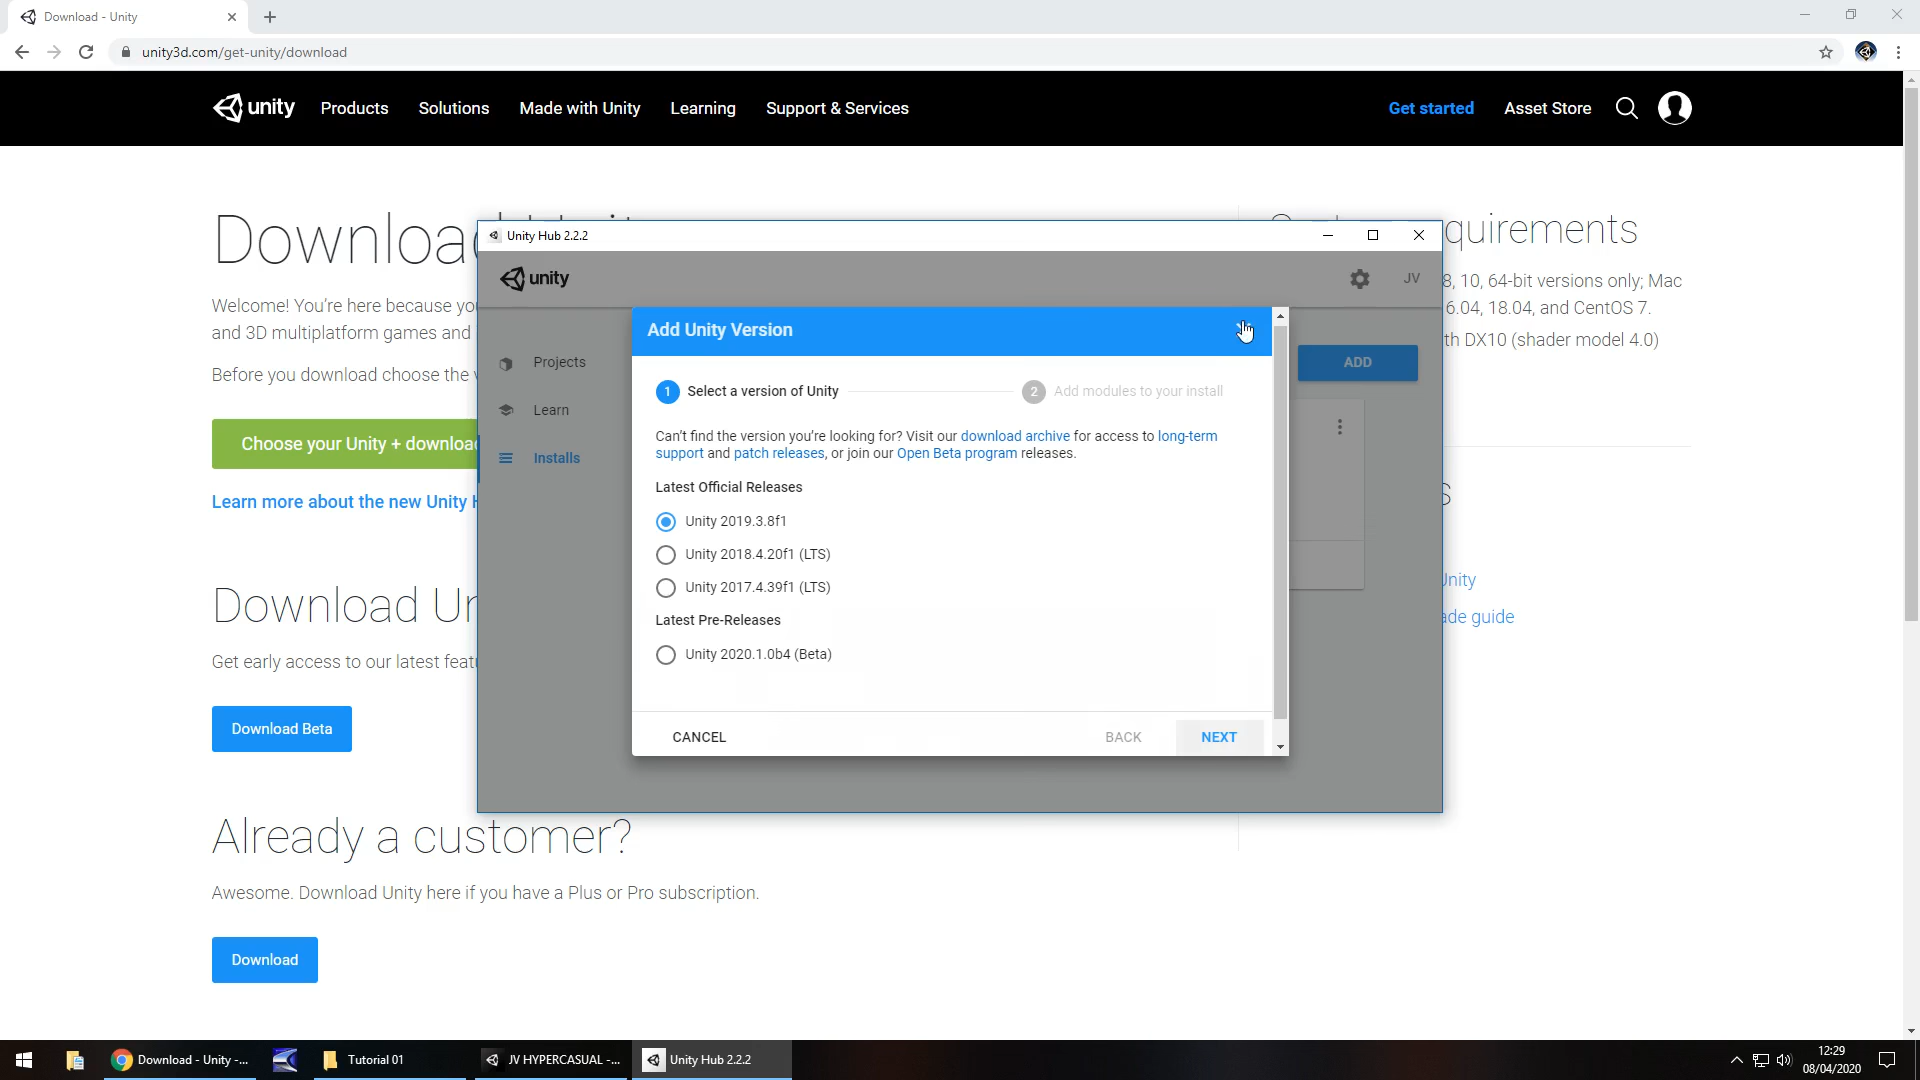 Download - Unity
unity3d.com/get-unity/download
unity
Products
Solutions
Made with Unity
Learning
Support & Services
Get started
Asset Store
Unity Hub 2.2.2
quirements
unity
JV
8, 10, 64-bit versions only; Mac
Welcome! You're here because
6.04, 18.04, and CentOS 7.
and 3D multiplatform games and
Add Unity Version
DX10 (shader model 4.0)
Projects
ADD
Before you download choose the
1 Select a version of Unity
2 Add modules to your install
Learn
Can't find the version you're looking for? Visit our download archive for access to long-term
support and patch releases, or join our Open Beta program releases.
Choose your Unity +
Installs
Latest Official Releases
Learn more about the new Unity
Unity 2019.3.8f1
Unity 2018.4.20f1 (LTS)
Unity 2017.4.39f1 (LTS)
Download
guide
Latest Pre-Releases
Unity 2020.1.0b4 (Beta)
Get early access to our latest
Download Beta
CANCEL
BACK
NEXT
Already a customer?
Awesome. Download Unity here if you have a Plus or Pro subscription.
Download
Download - Unity -...
Tutorial 01
JV HYPERCASUAL -...
Unity Hub 2.2.2
12:29
08/04/2020